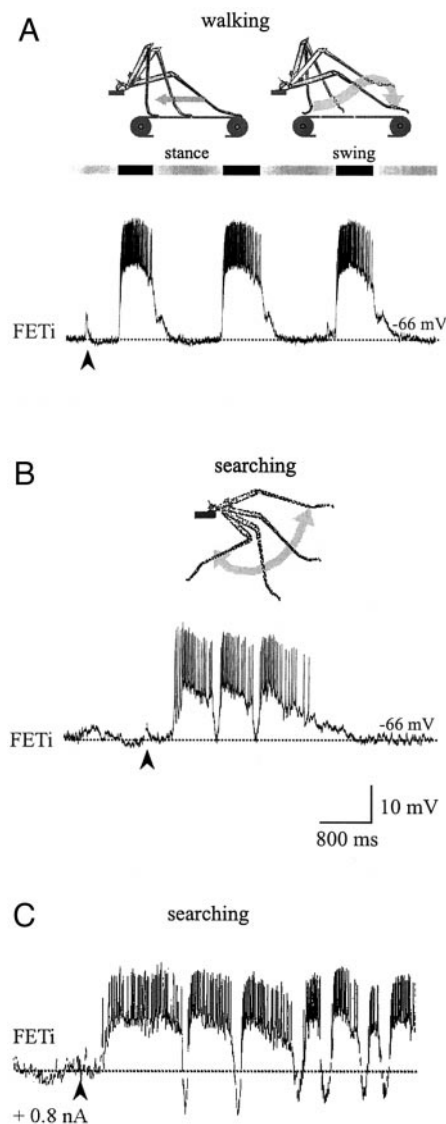 A
walking
stance
swing
FETi
-66 mV
B
searching
FETi
-66 mV
10 mV
800 ms
C
searching
FETi
+ 0.8 nA